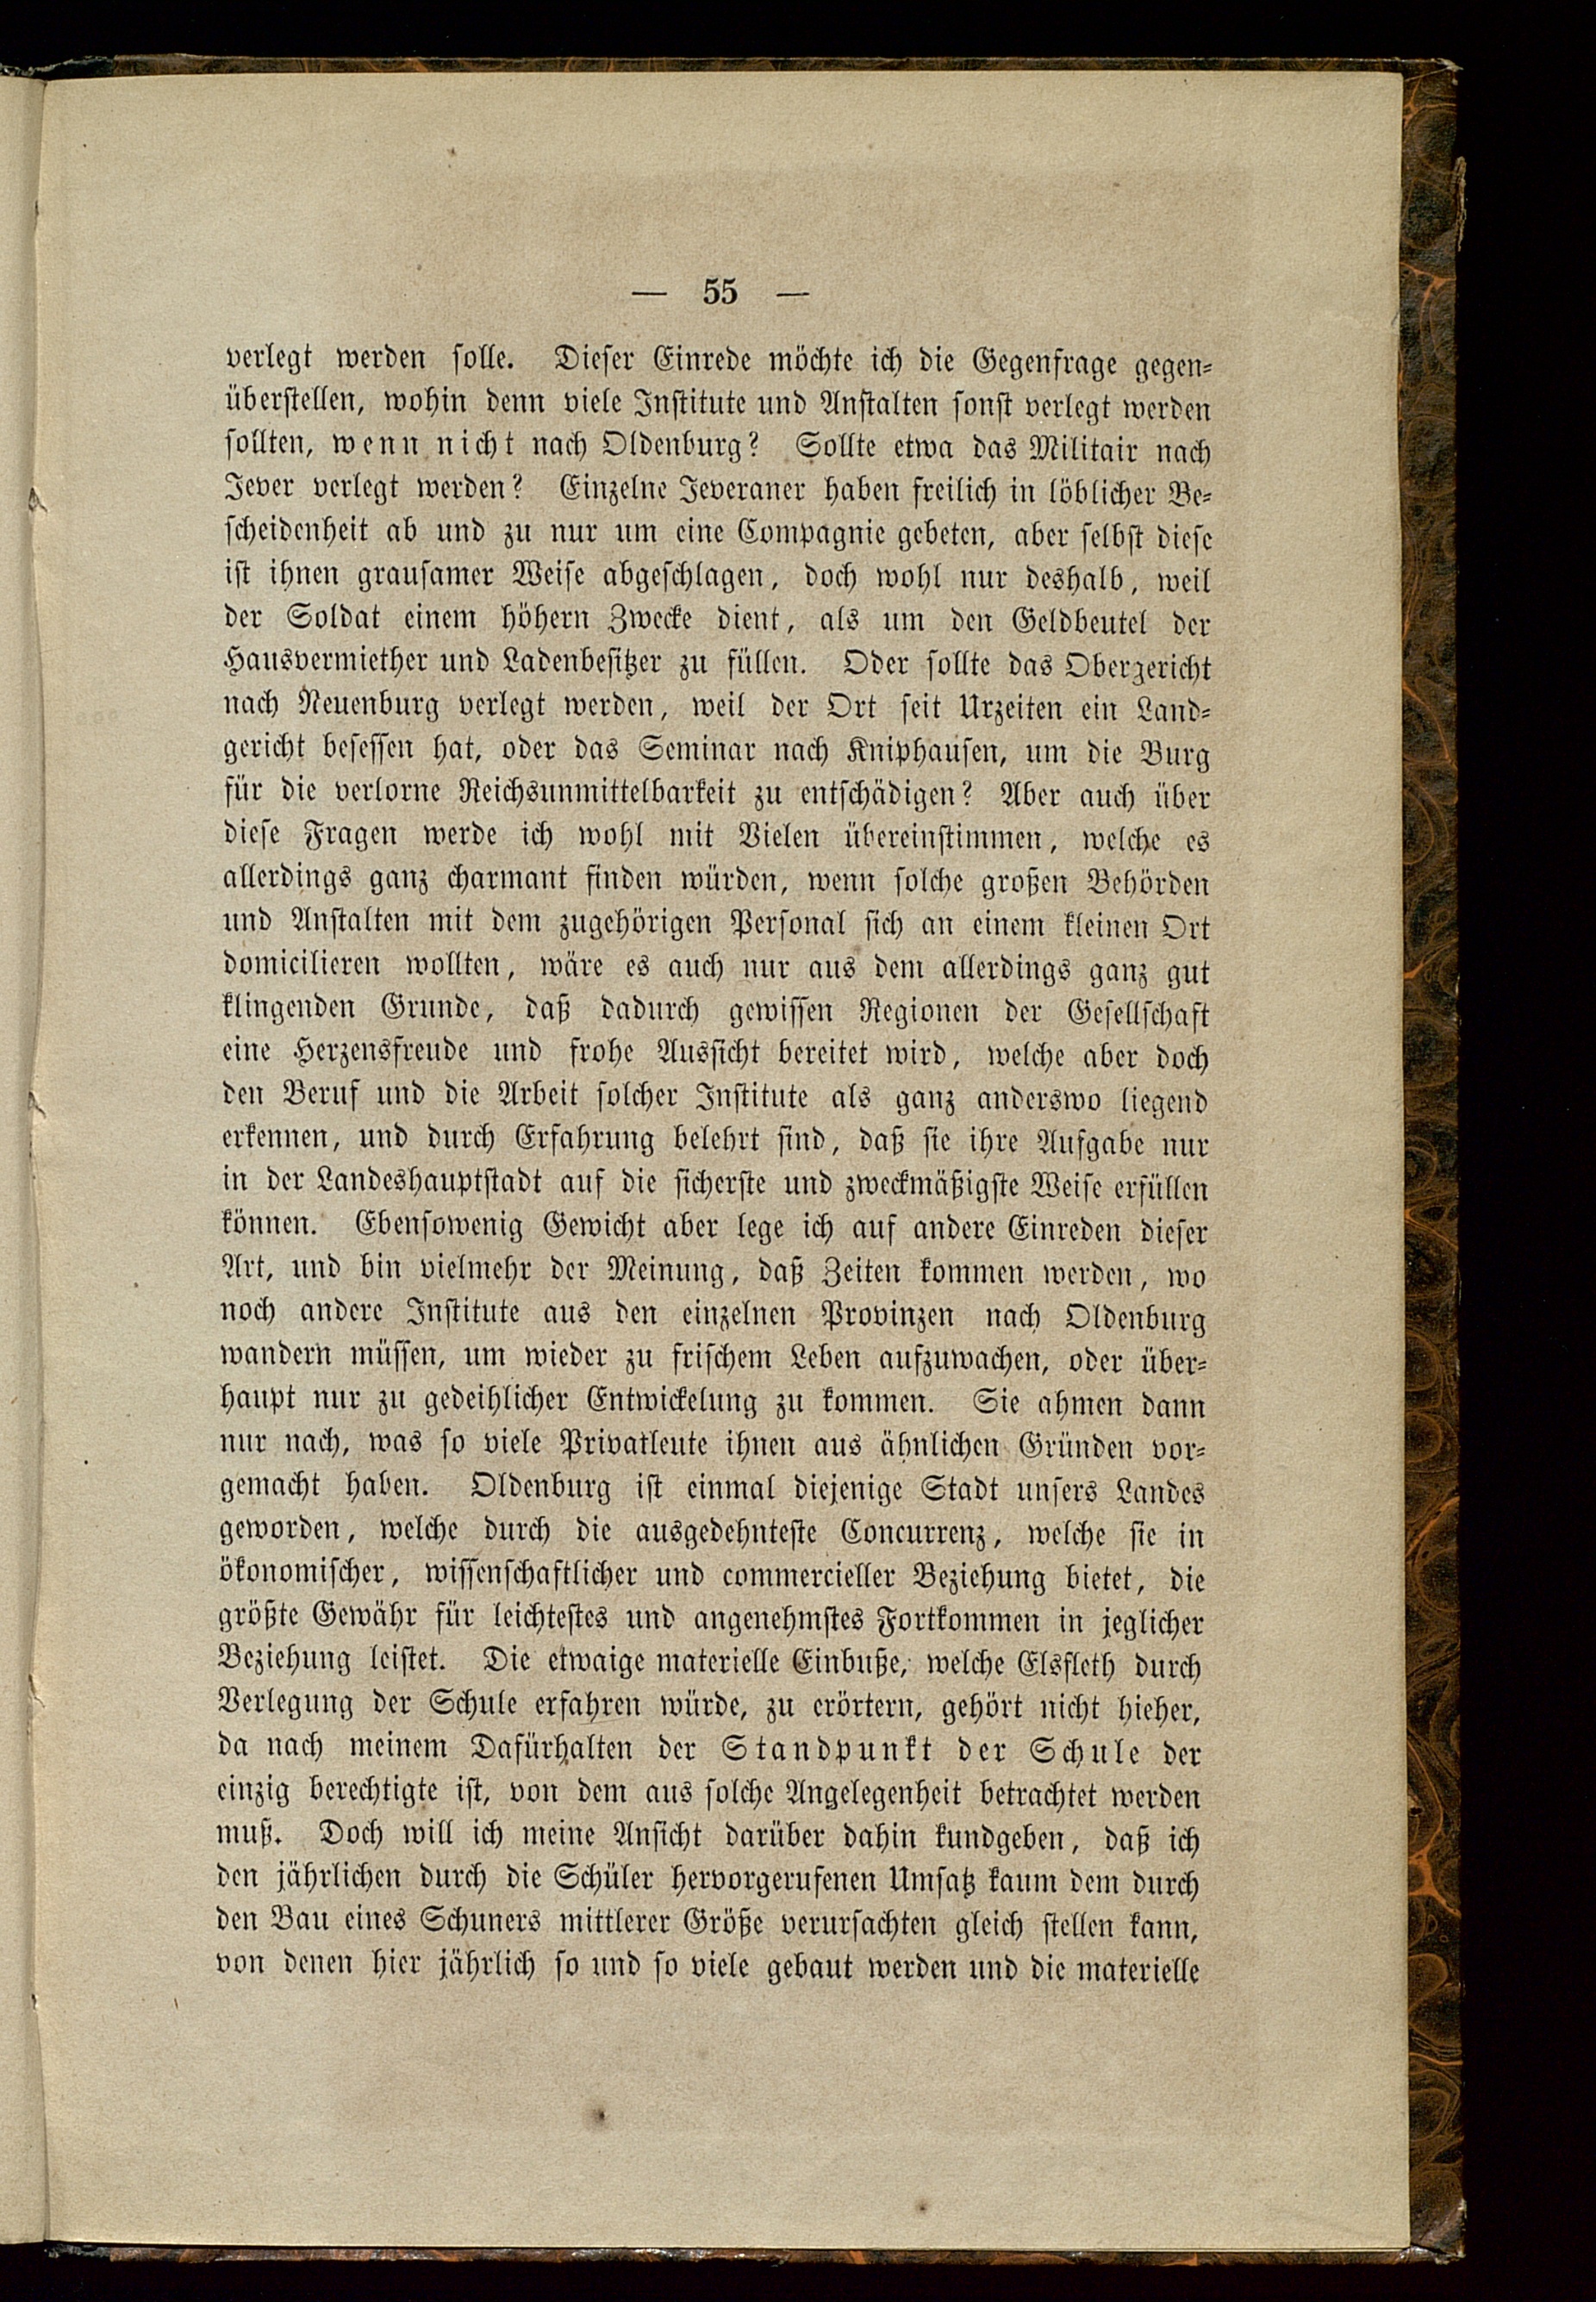 — 55 —
verlegt werden solle. Dieser Einrede möchte ich die Gegenfrage gegen-
überstellen, wohin denn viele Institute und Anstalten sonst verlegt werden
sollten, wenn nicht nach Oldenburg? Sollte etwa das Militair nach
Jever verlegt werden? Einzelne Jeveraner haben freilich in löblicher Be-
scheidenheit ab und zu nur um eine Compagnie gebeten, aber selbst diese
ist ihnen grausamer Weise abgeschlagen, doch wohl nur deshalb, weil
der Soldat einem höhern Zwecke dient, als um den Geldbeutel der
Hausvermiether und Ladenbesitzer zu füllen. Oder sollte das Obergericht
nach Neuenburg verlegt werden, weil der Ort seit Urzeiten ein Land-
gericht besessen hat, oder das Seminar nach Kniphausen, um die Burg
für die verlorne Reichsunmittelbarkeit zu entschädigen? Aber auch über
diese Fragen werde ich wohl mit Vielen übereinstimmen, welche es
allerdings ganz charmant finden würden, wenn solche großen Behörden
und Anstalten mit dem zugehörigen Personal sich an einem kleinen Ort
domicilieren wollten, wäre es auch nur aus dem allerdings ganz gut
klingenden Grunde, daß dadurch gewissen Regionen der Gesellschaft
eine Herzensfreude und frohe Aussicht bereitet wird, welche aber doch
den Beruf und die Arbeit solcher Institute als ganz anderswo liegend
erkennen, und durch Erfahrung belehrt sind, daß sie ihre Aufgabe nur
in der Landeshauptstadt auf die sicherste und zweckmäßigste Weise erfüllen
können. Ebensowenig Gewicht aber lege ich auf andere Einreden dieser
Art, und bin vielmehr der Meinung, daß Zeiten kommen werden, wo
noch andere Institute aus den einzelnen Provinzen nach Oldenburg
wandern müssen, um wieder zu frischem Leben aufzuwachen, oder über-
haupt nur zu gedeihlicher Entwickelung zu kommen. Sie ahmen dann
nur nach, was so viele Privatleute ihnen aus ähnlichen Gründen vor-
gemacht haben. Oldenburg ist einmal diejenige Stadt unsers Landes
geworden, welche durch die ausgedehnteste Concurrenz, welche sie in
ökonomischer, wissenschaftlicher und commercieller Beziehung bietet, die
größte Gewähr für leichtestes und angenehmstes Fortkommen in jeglicher
Beziehung leistet. Die etwaige materielle Einbuße, welche Elsfleth durch
Verlegung der Schule erfahren würde, zu erörtern, gehört nicht hieher,
da nach meinem Dafürhalten der Standpunkt der Schule der
einzig berechtigte ist, von dem aus solche Angelegenheit betrachtet werden
muß. Doch will ich meine Ansicht darüber dahin kundgeben, daß ich
den jährlichen durch die Schüler hervorgerufenen Umsatz kaum dem durch
den Bau eines Schuners mittlerer Größe verursachten gleich stellen kann,
von denen hier jährlich so und so viele gebaut werden und die materielle